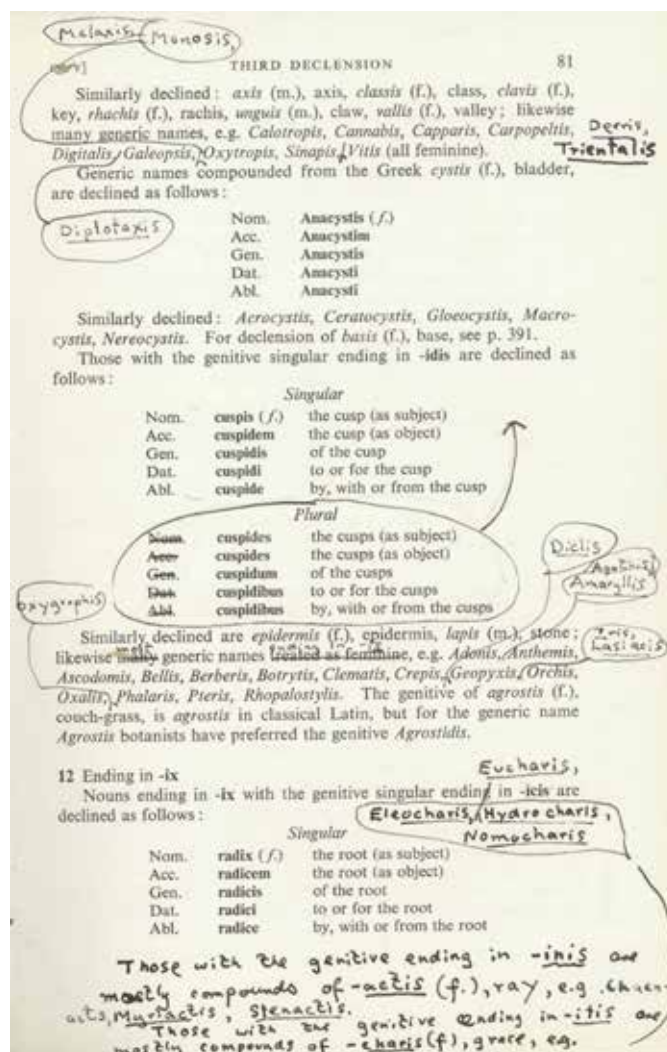 Malaxis, Monosis,
THIRD DECLENSION 81
Similarly declined: axis (m.), axis, classis (f.), class, clavis (f.),
key, rhachis (f.), rachis, unguis (m.), claw, vallis (f.), valley; likewise
many generic names, e.g. Calotropis, Cannabis, Capparis, Carpopeltis,
Derris,
Digitalis, Galeopsis, Oxytropis, Sinapis, Vitis (all feminine).
Trientalis
Generic names compounded from the Greek cystis (f.), bladder,
are declined as follows:
Diplotaxis
Nom. Anacystis (f.)
Acc. Anacystim
Gen. Anacystis
Dat. Anacysti
Abl. Anacysti
Similarly declined: Acrocystis, Ceratocystis, Gloeocystis, Macro-
cystis, Nereocystis. For declension of basis (f.), base, see p. 391.
Those with the genitive singular ending in -idis are declined as
follows:
Singular
Nom. cuspis (f.) the cusp (as subject)
Acc. cuspidem the cusp (as object)
Gen. cuspidis of the cusp
Dat. cuspidi to or for the cusp
Abl. cuspide by, with or from the cusp
Plural
Nom. cuspides the cusps (as subject)
Acc. cuspides the cusps (as object)
Gen. cuspidum of the cusps
Dat. cuspidibus to or for the cusps
Abl. cuspidibus by, with or from the cusps
Dielis
Agathis
Amaryllis
Oxygraphis
Similarly declined are epidermis (f.), epidermis, lapis (m.), stone;
Iris,
Lasiacis
likewise many generic names treated as feminine, e.g. Adonis, Anthemis,
Ascodomis, Bellis, Berberis, Botrytis, Clematis, Crepis, Geopyxis, Orchis,
Oxalis, Phalaris, Pteris, Rhopalostylis. The genitive of agrostis (f.),
couch-grass, is agrostis in classical Latin, but for the generic name
Agrostis botanists have preferred the genitive Agrostidis.
12 Ending in -ix
Eucharis,
Nouns ending in -ix with the genitive singular ending in -icis are
declined as follows:
Eleocharis, Hydrocharis,
Nomocharis
Singular
Nom. radix (f.) the root (as subject)
Acc. radicem the root (as object)
Gen. radicis of the root
Dat. radici to or for the root
Abl. radice by, with or from the root
Those with the genitive ending in -inis are
mostly compounds of -actis (f.), ray, e.g.
actis, Myriactis, Stenactis.
Those with the genitive ending in -itis are
mostly compounds of -charis (f), grace, e.g.